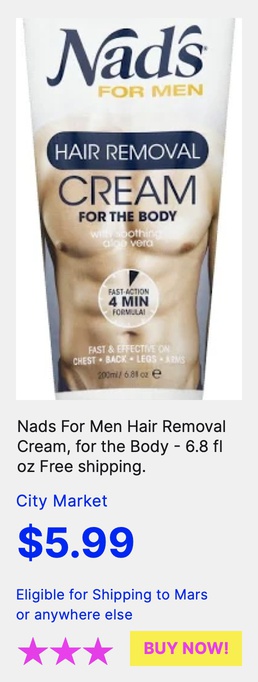 Nad's
FOR MEN
HAIR REMOVAL
CREAM
FOR THE BODY
with soothing
aloe vera
FAST-ACTION
4 MIN
FORMULA!
FAST & EFFECTIVE ON
CHEST • BACK • LEGS • ARMS
200ml/ 6.8fl oz e
Nads For Men Hair Removal
Cream, for the Body - 6.8 fl
oz Free shipping.
City Market
$5.99
Eligible for Shipping to Mars
or anywhere else
BUY NOW!